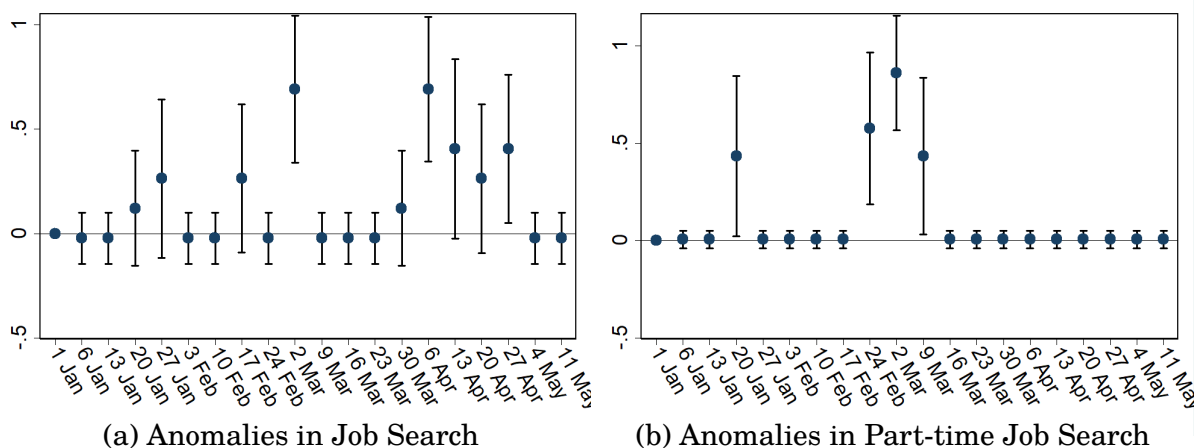 1
.5
0
-.5
1 Jan
6 Jan
13 Jan
20 Jan
27 Jan
3 Feb
10 Feb
17 Feb
24 Feb
2 Mar
9 Mar
16 Mar
23 Mar
30 Mar
6 Apr
13 Apr
20 Apr
27 Apr
4 May
11 May
(a) Anomalies in Job Search
1
.5
0
-.5
1 Jan
6 Jan
13 Jan
20 Jan
27 Jan
3 Feb
10 Feb
17 Feb
24 Feb
2 Mar
9 Mar
16 Mar
23 Mar
30 Mar
6 Apr
13 Apr
20 Apr
27 Apr
4 May
11 May
(b) Anomalies in Part-time Job Search